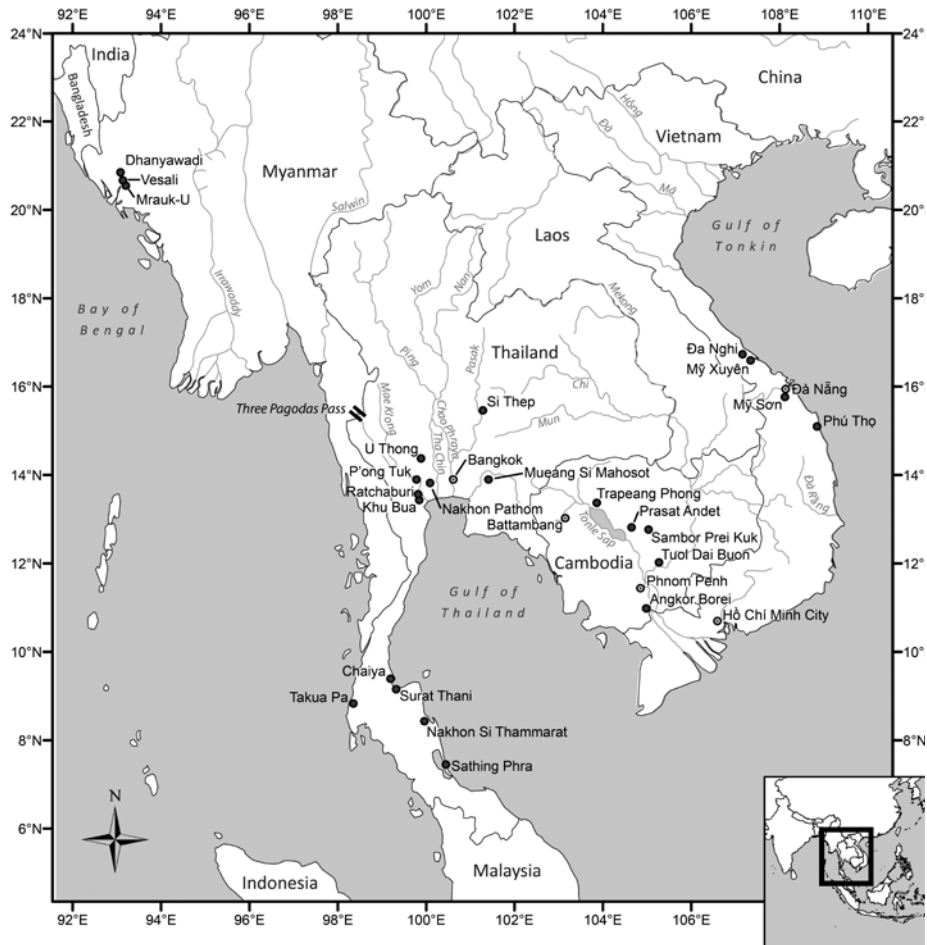 92°E 94°E 96°E 98°E 100°E 102°E 104°E 106°E 108°E 110°E
24°N 24°N
India
China
Bangladesh
Hồng
Đà
Vietnam
22°N 22°N
Dhanyawadi
Vesali
Mrauk-U
Myanmar
Mã
Salwin
20°N 20°N
Gulf of
Tonkin
Laos
Irrawaddy
Yom
Nan
Mekong
18°N 18°N
Bay of
Bengal
Ping
Pasak
Thailand
Đa Nghi
Mỹ Xuyên
16°N 16°N
Chi
Đà Nẵng
Mỹ Sơn
Three Pagodas Pass
Mae Krong
Si Thep
Phú Thọ
Chao Phraya
Tha Chin
Mun
U Thong
Bangkok
P'ong Tuk
Mueang Si Mahosot
14°N 14°N
Ratchaburi
Khu Bua
Nakhon Pathom
Trapeang Phong
Prasat Andet
Battambang
Tonle Sap
Sambor Prei Kuk
Đà Rằng
Tuol Dai Buon
12°N 12°N
Cambodia
Phnom Penh
Angkor Borei
Hồ Chí Minh City
Gulf of
Thailand
10°N 10°N
Chaiya
Takua Pa
Surat Thani
Nakhon Si Thammarat
8°N 8°N
Sathing Phra
N
6°N
Indonesia
Malaysia
92°E 94°E 96°E 98°E 100°E 102°E 104°E 106°E